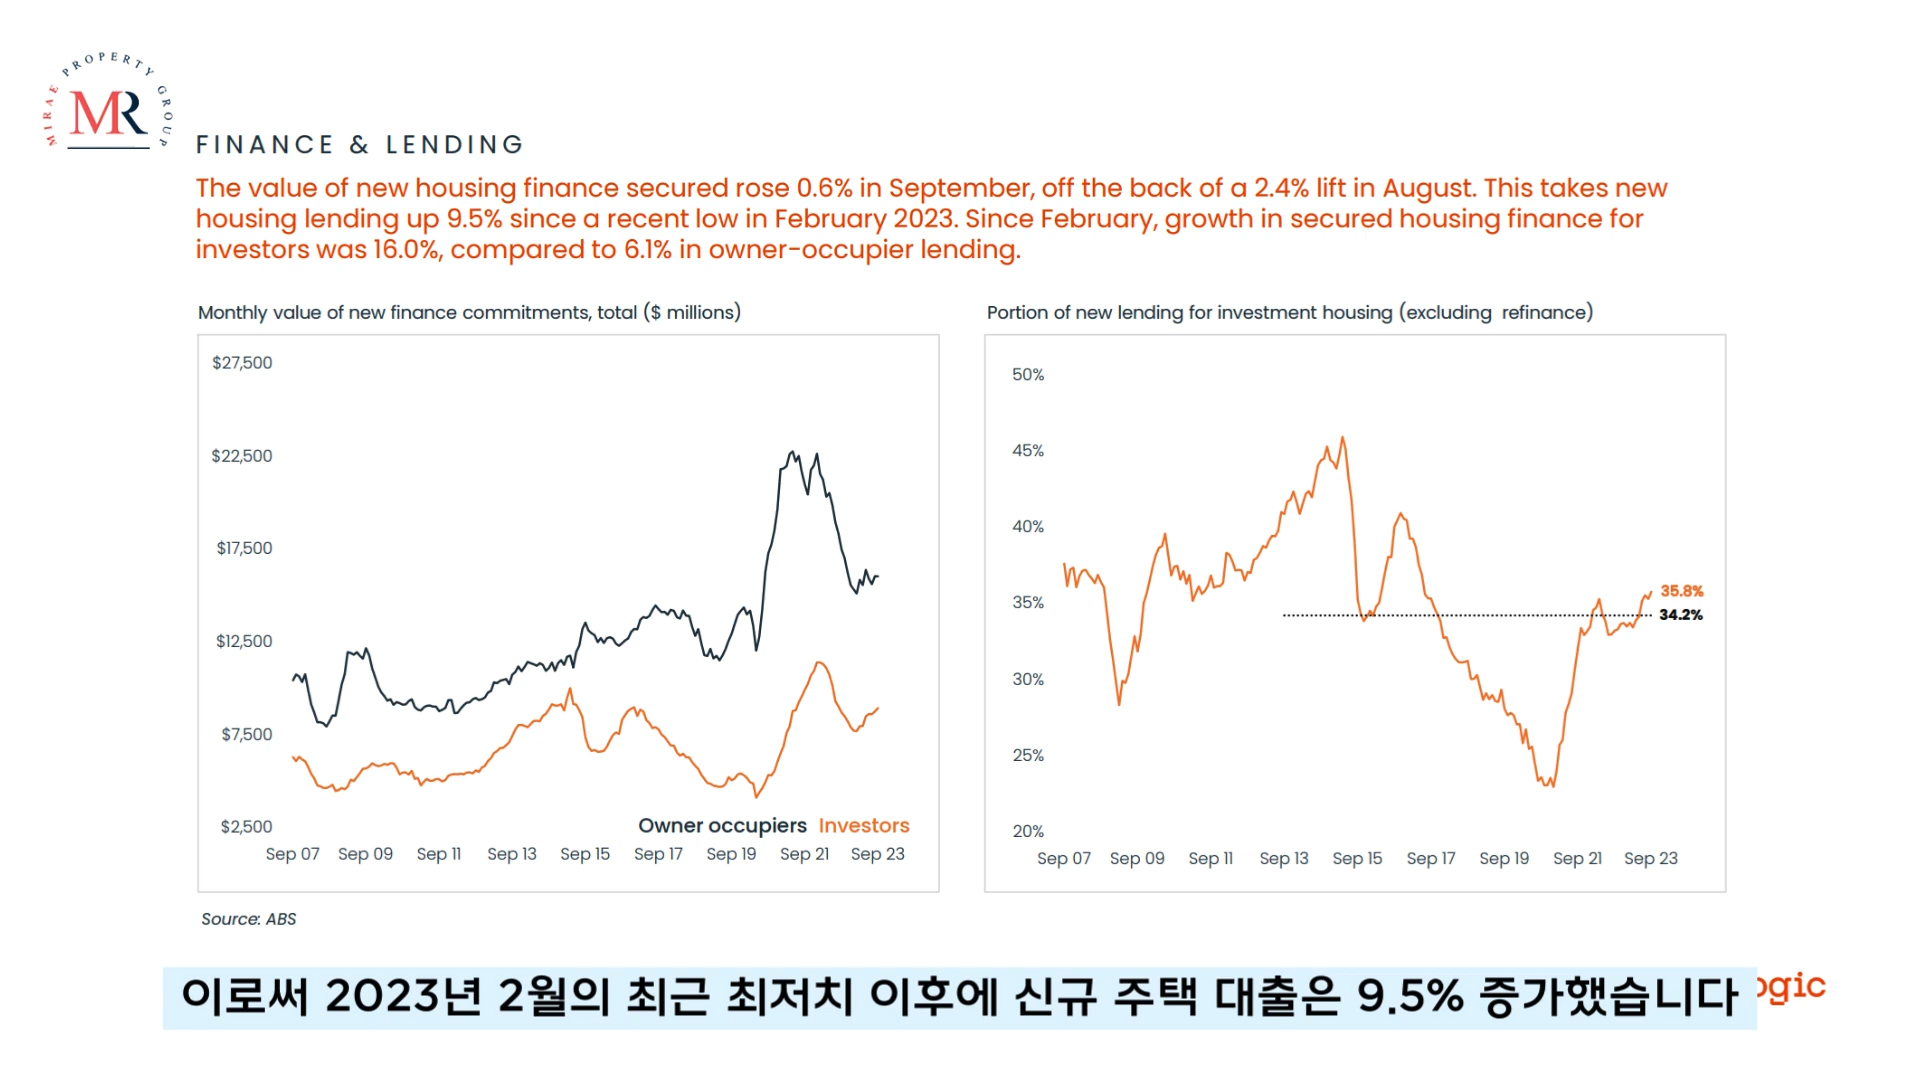 MIRAE PROPERTY GROUP
MR
FINANCE & LENDING
The value of new housing finance secured rose 0.6% in September, off the back of a 2.4% lift in August. This takes new
housing lending up 9.5% since a recent low in February 2023. Since February, growth in secured housing finance for
investors was 16.0%, compared to 6.1% in owner-occupier lending.
Monthly value of new finance commitments, total ($ millions)
$27,500
$22,500
$17,500
$12,500
$7,500
$2,500
Owner occupiers Investors
Sep 07 Sep 09 Sep 11 Sep 13 Sep 15 Sep 17 Sep 19 Sep 21 Sep 23
Portion of new lending for investment housing (excluding refinance)
50%
45%
40%
35%
30%
25%
20%
35.8%
34.2%
Sep 07 Sep 09 Sep 11 Sep 13 Sep 15 Sep 17 Sep 19 Sep 21 Sep 23
Source: ABS
이로써 2023년 2월의 최근 최저치 이후에 신규 주택 대출은 9.5% 증가했습니다